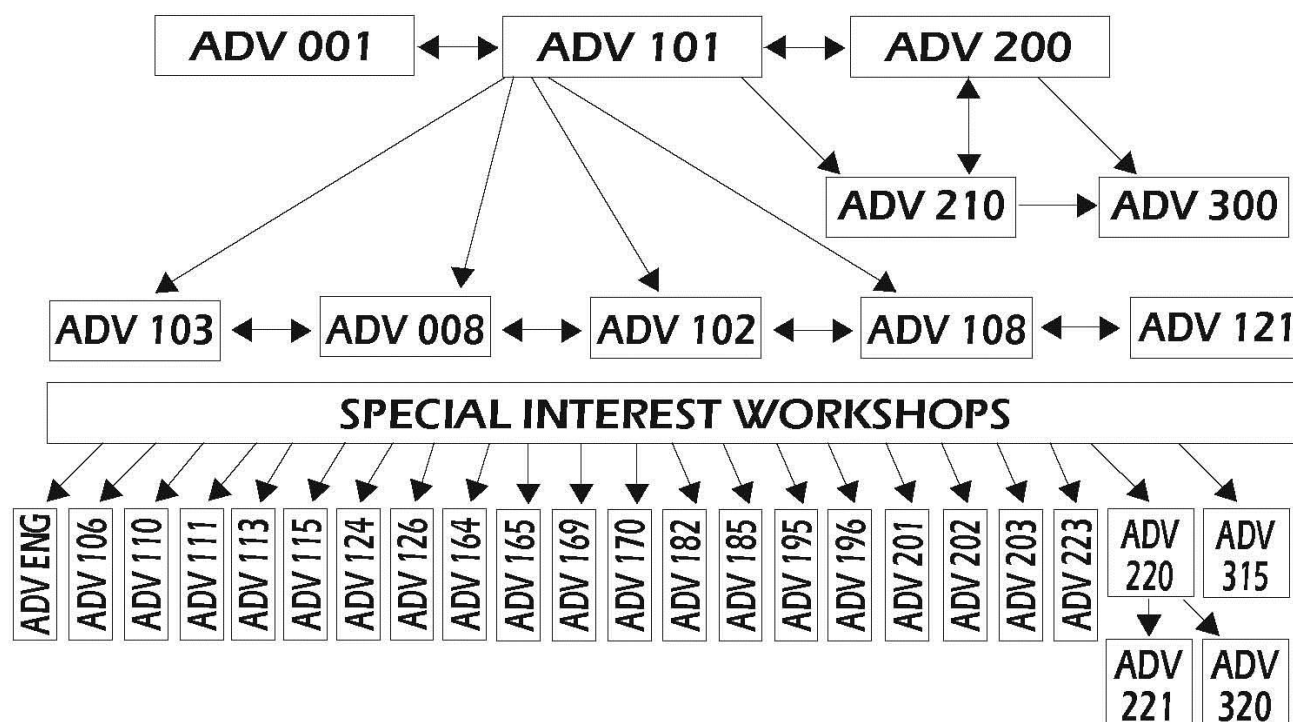 ADV 001
ADV 101
ADV 200
ADV 210
ADV 300
ADV 103
ADV 008
ADV 102
ADV 108
ADV 121
SPECIAL INTEREST WORKSHOPS
ADV ENG
ADV 106
ADV 110
ADV 111
ADV 113
ADV 115
ADV 124
ADV 126
ADV 164
ADV 165
ADV 169
ADV 170
ADV 182
ADV 185
ADV 195
ADV 196
ADV 201
ADV 202
ADV 203
ADV 223
ADV
220
ADV
315
ADV
221
ADV
320